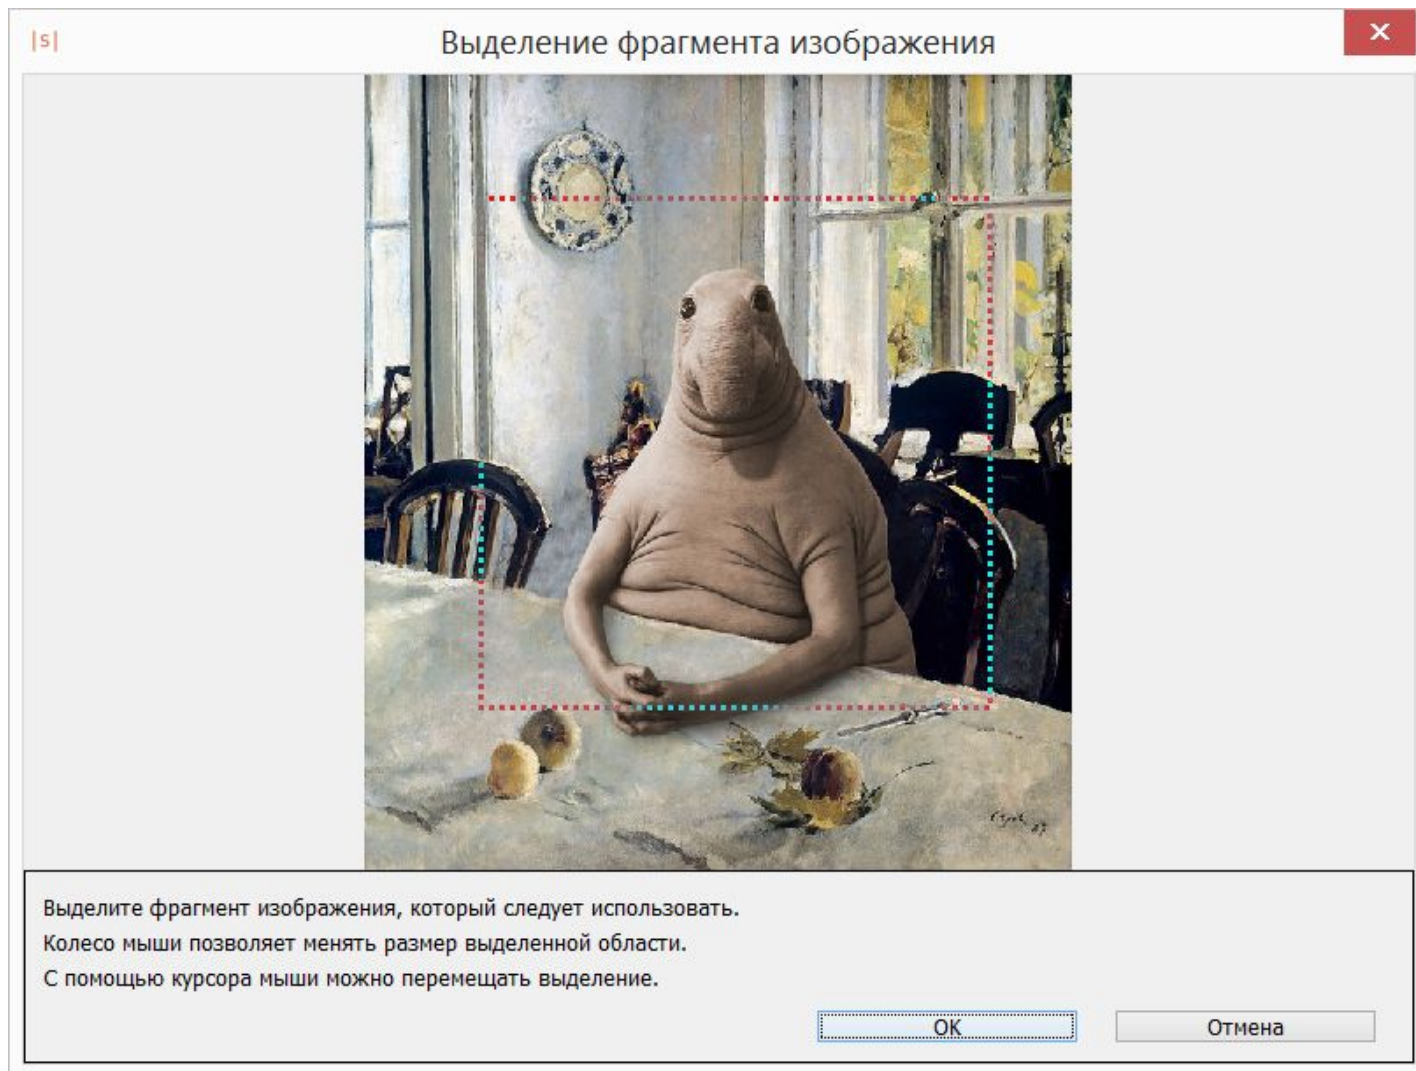 |s|
Выделение фрагмента изображения
Выделите фрагмент изображения, который следует использовать.
Колесо мыши позволяет менять размер выделенной области.
С помощью курсора мыши можно перемещать выделение.
OK
Отмена